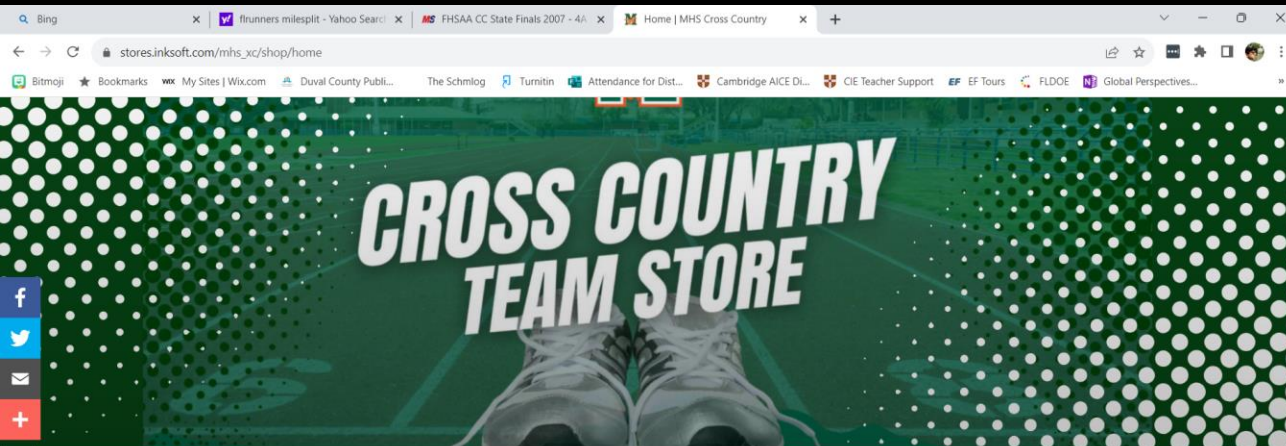 Bing
flrunners milesplit - Yahoo Searc
FHSAA CC State Finals 2007 - 4A
Home | MHS Cross Country
stores.inksoft.com/mhs_xc/shop/home
Bitmoji
Bookmarks
WIX My Sites | Wix.com
Duval County Publi...
The Schmlog
Turnitin
Attendance for Dist...
Cambridge AICE Di...
CIE Teacher Support
EF EF Tours
FLDOE
Global Perspectives...
CROSS COUNTRY
TEAM STORE